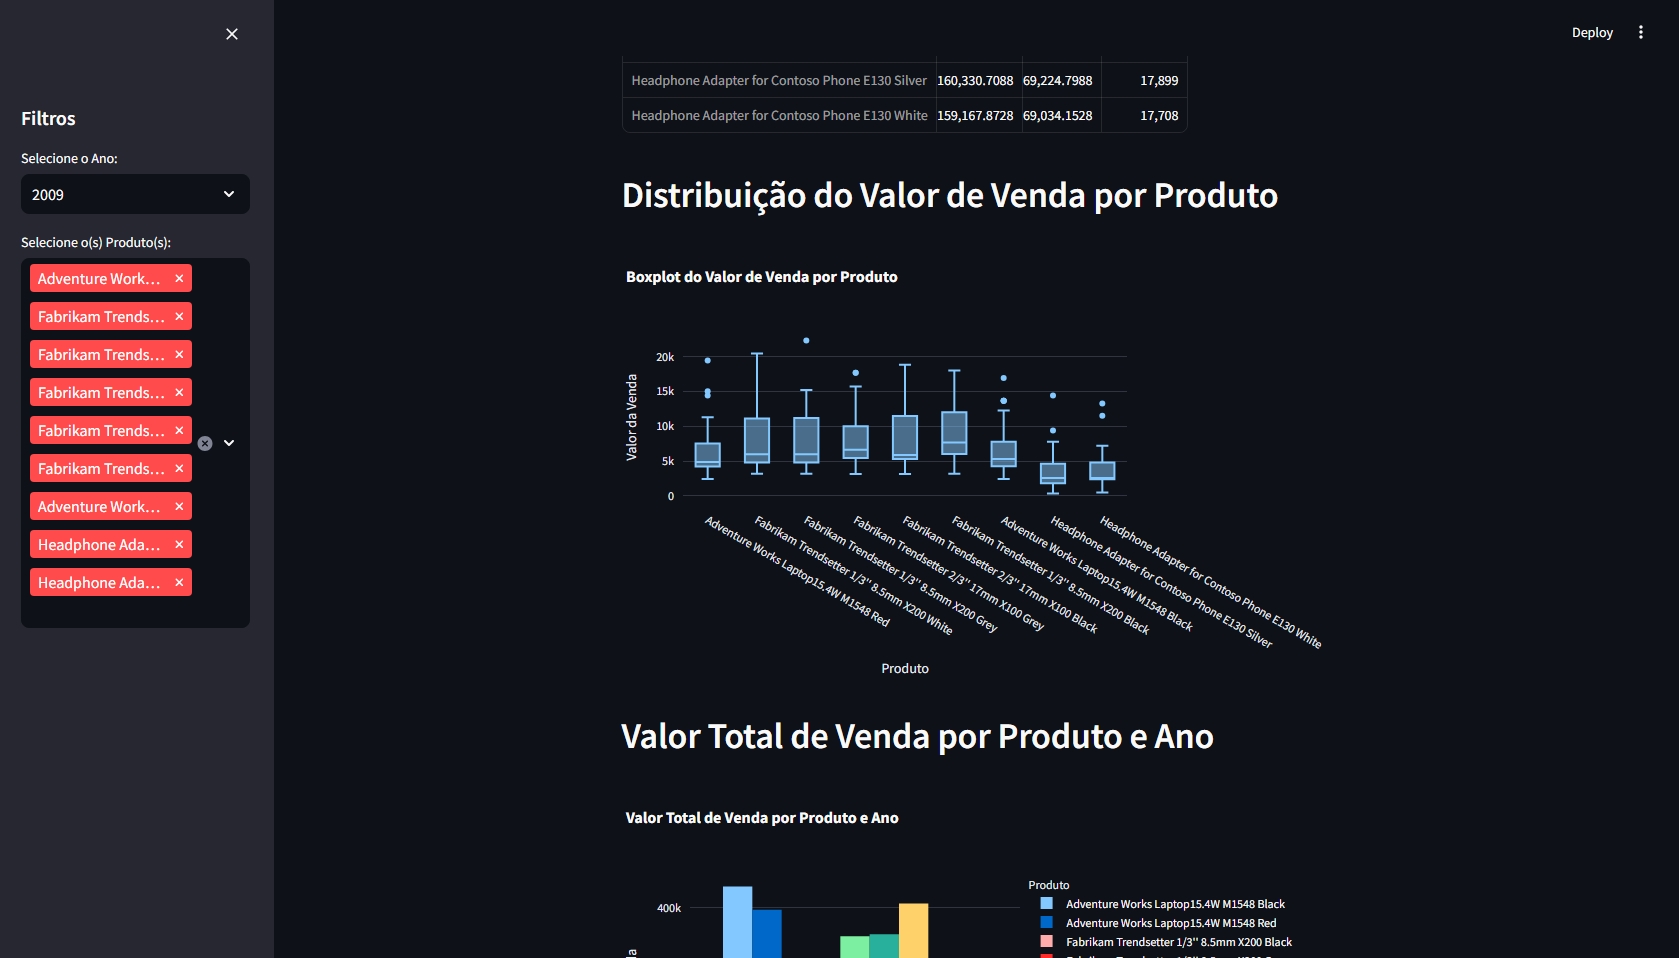 Deploy
Filtros
Selecione o Ano:
2009
Selecione o(s) Produto(s):
Adventure Work...
Fabrikam Trends...
Fabrikam Trends...
Fabrikam Trends...
Fabrikam Trends...
Fabrikam Trends...
Adventure Work...
Headphone Ada...
Headphone Ada...
Headphone Adapter for Contoso Phone E130 Silver 160,330.7088 69,224.7988 17,899
Headphone Adapter for Contoso Phone E130 White 159,167.8728 69,034.1528 17,708
Distribuição do Valor de Venda por Produto
Boxplot do Valor de Venda por Produto
Valor da Venda
20k
15k
10k
5k
0
Adventure Works Laptop15.4W M1548 Red
Fabrikam Trendsetter 1/3'' 8.5mm X200 White
Fabrikam Trendsetter 1/3'' 8.5mm X200 Grey
Fabrikam Trendsetter 2/3'' 17mm X100 Grey
Fabrikam Trendsetter 2/3'' 17mm X100 Black
Fabrikam Trendsetter 1/3'' 8.5mm X200 Black
Adventure Works Laptop15.4W M1548 Black
Headphone Adapter for Contoso Phone E130 Silver
Headphone Adapter for Contoso Phone E130 White
Produto
Valor Total de Venda por Produto e Ano
Valor Total de Venda por Produto e Ano
400k
Produto
Adventure Works Laptop15.4W M1548 Black
Adventure Works Laptop15.4W M1548 Red
Fabrikam Trendsetter 1/3'' 8.5mm X200 Black